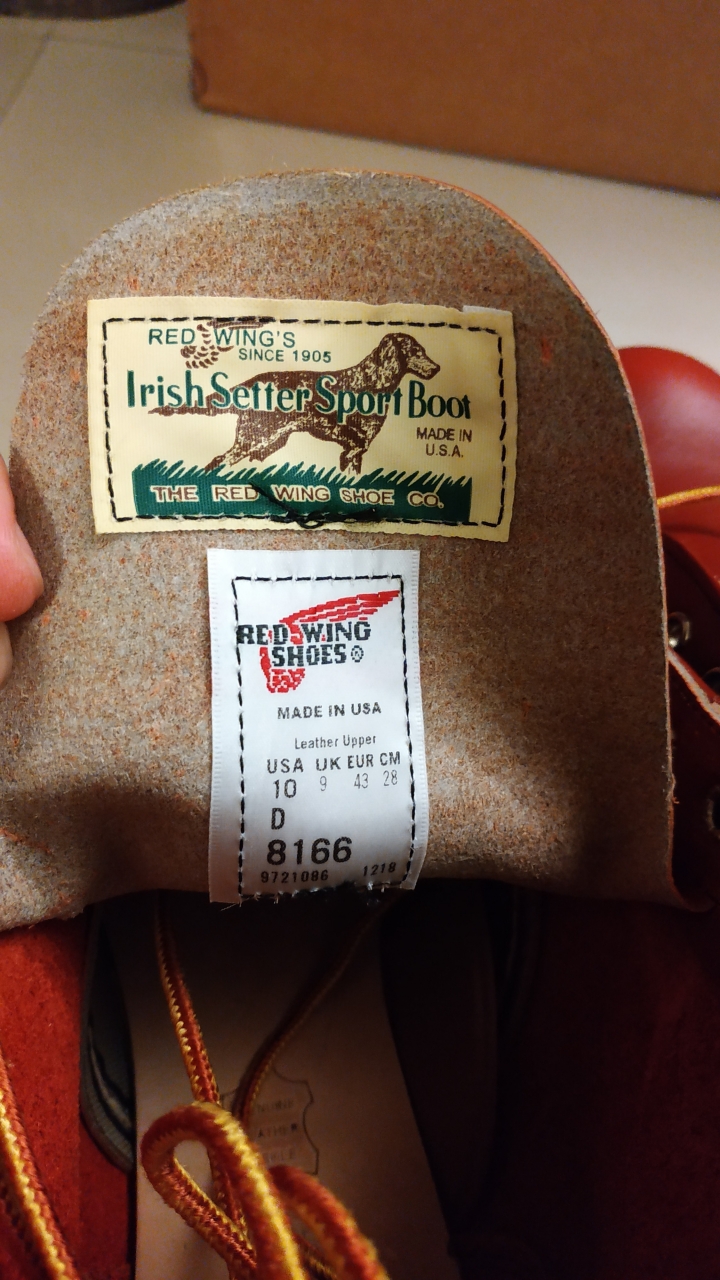 RED WING'S
SINCE 1905
Irish Setter Sport Boot
MADE IN
U.S.A.
THE RED WING SHOE CO.
RED WING
SHOES®
MADE IN USA
Leather Upper
USA UK EUR CM
10 9 43 28
D
8166
9721086 1218